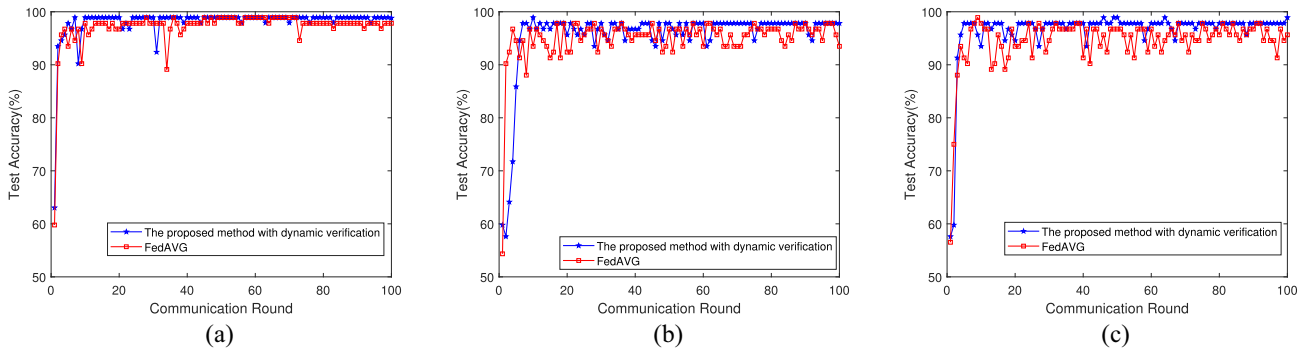 100
90
80
70
60
50
Test Accuracy(%)
The proposed method with dynamic verification
FedAVG
0 20 40 60 80 100
Communication Round
(a)
100
90
80
70
60
50
Test Accuracy(%)
The proposed method with dynamic verification
FedAVG
0 20 40 60 80 100
Communication Round
(b)
100
90
80
70
60
50
Test Accuracy(%)
The proposed method with dynamic verification
FedAVG
0 20 40 60 80 100
Communication Round
(c)